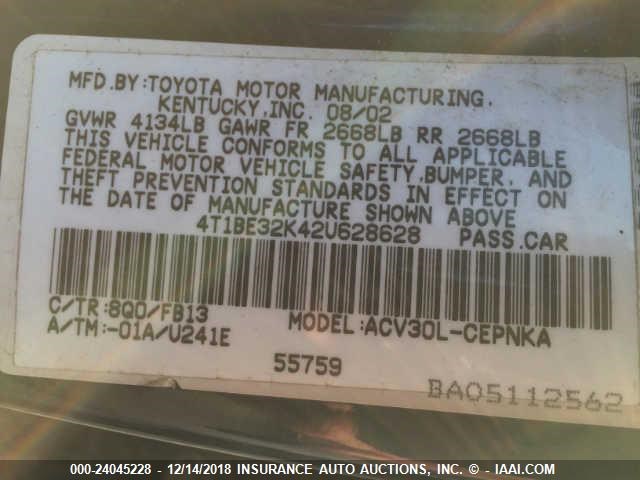 MFD.BY:TOYOTA MOTOR MANUFACTURING,
KENTUCKY,INC. 08/02
GVWR 4134LB GAWR FR 2668LB RR 2668LB
THIS VEHICLE CONFORMS TO ALL APPLICABLE
FEDERAL MOTOR VEHICLE SAFETY,BUMPER, AND
THEFT PREVENTION STANDARDS IN EFFECT ON
THE DATE OF MANUFACTURE SHOWN ABOVE
4T1BE32K42U628628 PASS.CAR
C/TR:8Q0/FB13 MODEL:ACV30L-CEPNKA
A/TM:-01A/U241E
55759
BA05112562
000-24045228 - 12/14/2018 INSURANCE AUTO AUCTIONS, INC. © - IAAI.COM